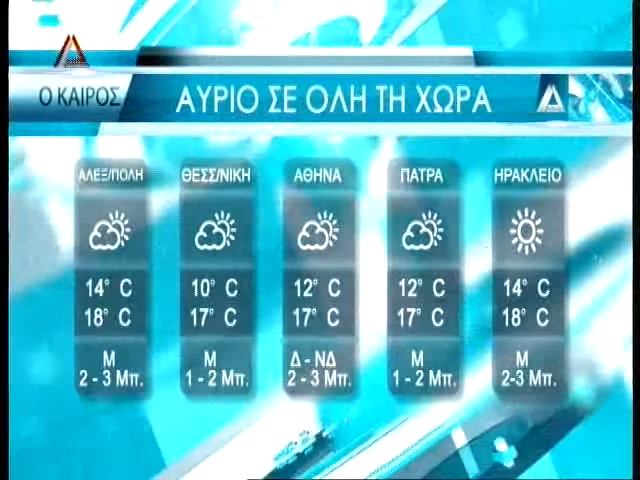 Ο ΚΑΙΡΟΣ
ΑΥΡΙΟ ΣΕ ΟΛΗ ΤΗ ΧΩΡΑ
ΑΛΕΞ/ΠΟΛΗ ΘΕΣΣ/ΝΙΚΗ ΑΘΗΝΑ ΠΑΤΡΑ ΗΡΑΚΛΕΙΟ
14° C 10° C 12° C 12° C 14° C
18° C 17° C 17° C 17° C 18° C
Μ Μ Δ - ΝΔ Μ Μ
2 - 3 Μπ. 1 - 2 Μπ. 2 - 3 Μπ. 1 - 2 Μπ. 2-3 Μπ.